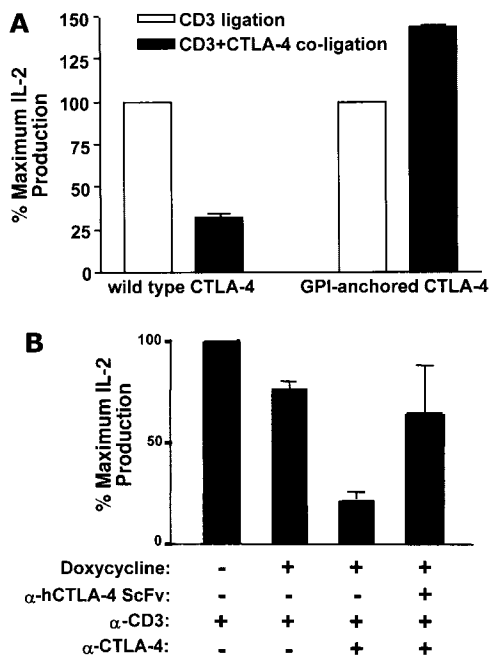 A
CD3 ligation
CD3+CTLA-4 co-ligation
% Maximum IL-2
Production
150
125
100
75
50
25
0
wild type CTLA-4
GPI-anchored CTLA-4
B
% Maximum IL-2
Production
100
50
0
Doxycycline: - + + +
α-hCTLA-4 ScFv: - - - +
α-CD3: + + + +
α-CTLA-4: - - + +